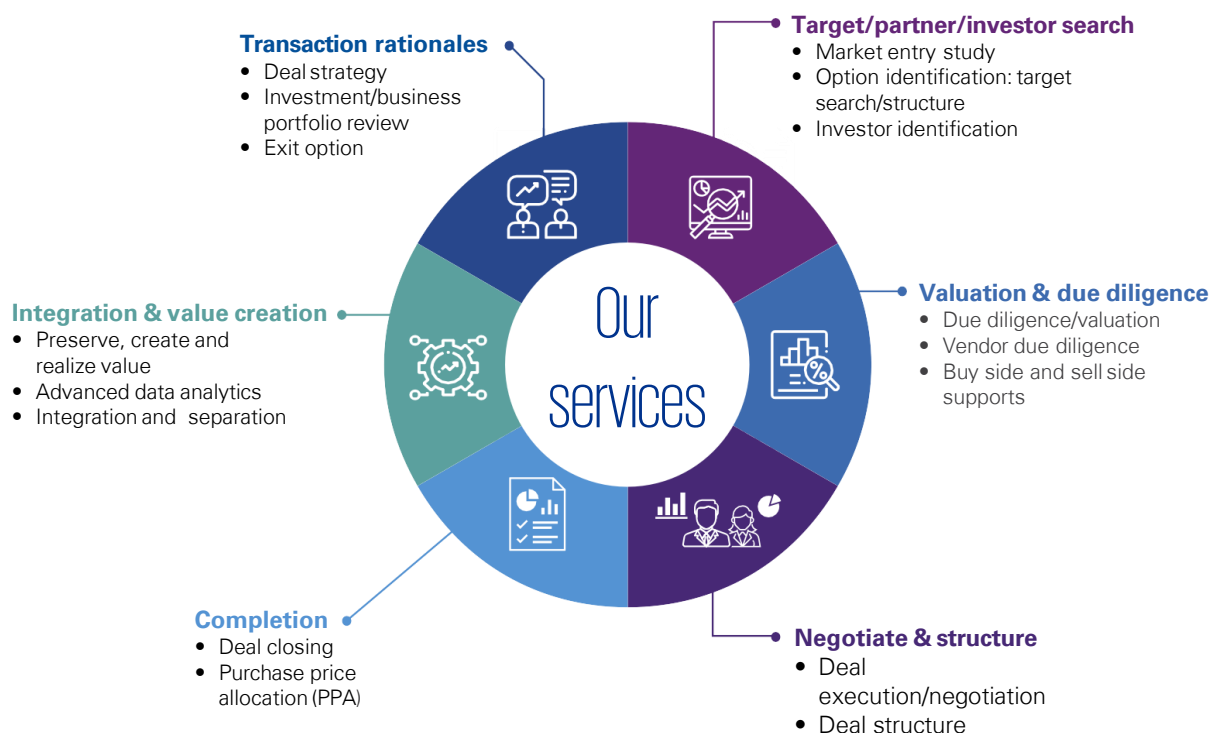 Transaction rationales
• Deal strategy
• Investment/business
portfolio review
• Exit option
Target/partner/investor search
• Market entry study
• Option identification: target
search/structure
• Investor identification
Valuation & due diligence
• Due diligence/valuation
• Vendor due diligence
• Buy side and sell side
supports
Negotiate & structure
• Deal
execution/negotiation
• Deal structure
Completion
• Deal closing
• Purchase price
allocation (PPA)
Integration & value creation
• Preserve, create and
realize value
• Advanced data analytics
• Integration and separation
Our
services